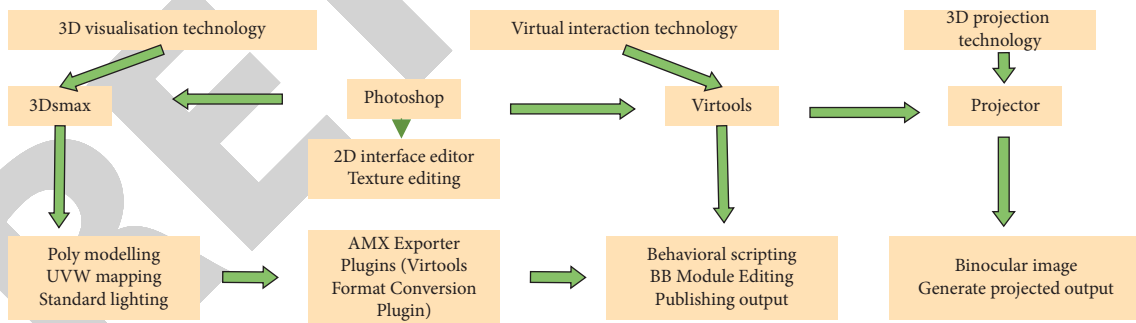 3D visualisation technology
Virtual interaction technology
3D projection
technology
3Dsmax
Photoshop
Virtools
Projector
2D interface editor
Texture editing
Poly modelling
UVW mapping
Standard lighting
AMX Exporter
Plugins (Virtools
Format Conversion
Plugin)
Behavioral scripting
BB Module Editing
Publishing output
Binocular image
Generate projected output